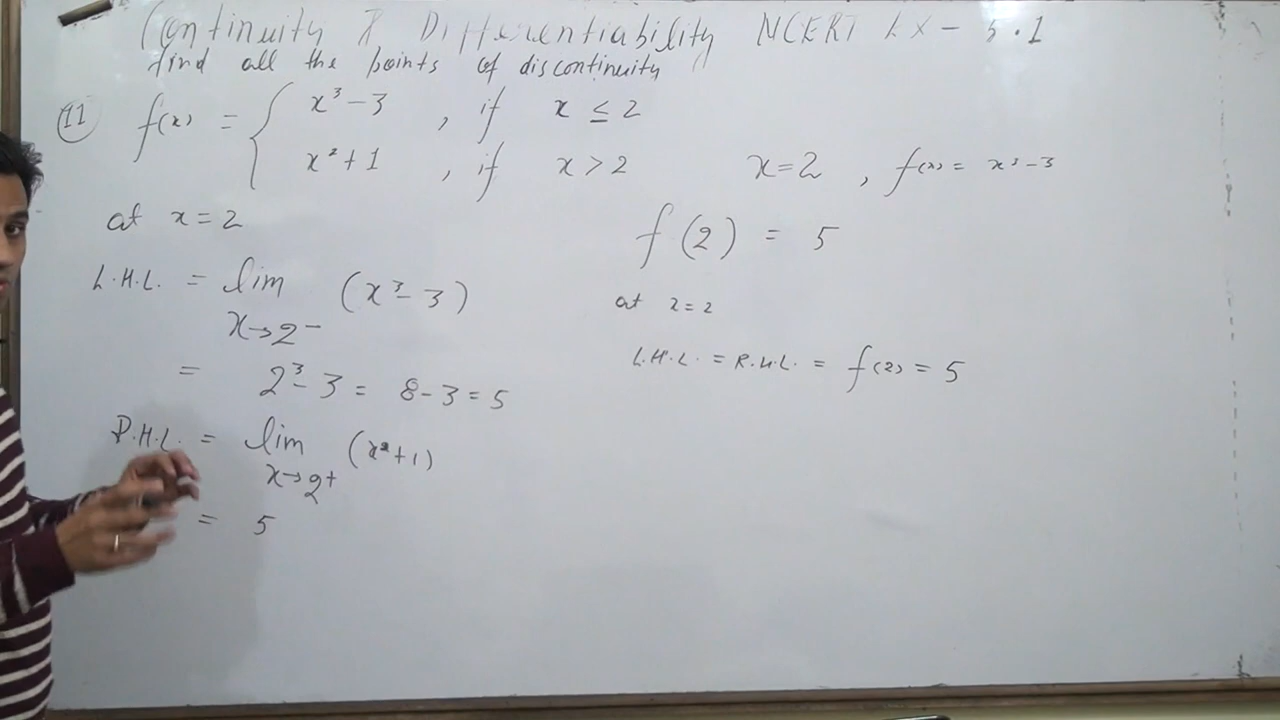 Continuity & Differentiability NCERT EX - 5.1
find all the points of discontinuity
11 f(x) = { x³ - 3 , if x ≤ 2
x² + 1 , if x > 2
x = 2 , f(x) = x³ - 3
at x = 2
L.H.L. = lim (x³ - 3)
x→2⁻
= 2³ - 3 = 8 - 3 = 5
R.H.L. = lim (x² + 1)
x→2⁺
= 5
f(2) = 5
at x = 2
L.H.L. = R.H.L. = f(2) = 5